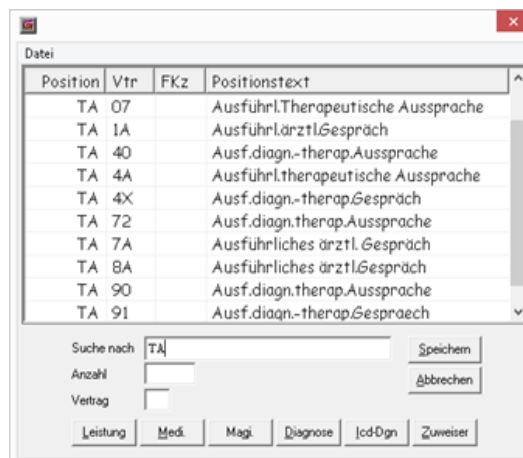 Datei
Position Vtr FKz Positionstext
TA 07 Ausführl.Therapeutische Aussprache
TA 1A Ausführl.ärztl.Gespräch
TA 40 Ausf.diagn.-therap.Aussprache
TA 4A Ausführl.therapeutische Aussprache
TA 4X Ausf.diagn.-therap.Gespräch
TA 72 Ausf.diagn.therap.Aussprache
TA 7A Ausführliches ärztl. Gespräch
TA 8A Ausführliches ärztl.Gespräch
TA 90 Ausf.diagn.therap.Aussprache
TA 91 Ausf.diagn.-therap.Gespraech
Suche nach TA Speichern
Anzahl Abbrechen
Vertrag
Leistung Medi. Magi. Diagnose Icd-Dgn Zuweiser